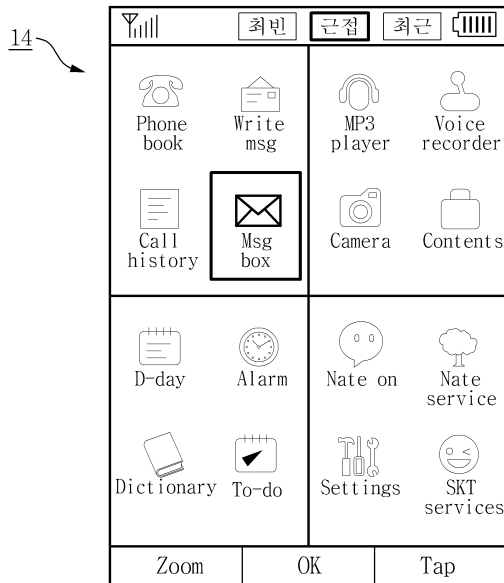 14
최빈 근접 최근
Phone book
Write msg
MP3 player
Voice recorder
Call history
Msg box
Camera
Contents
D-day
Alarm
Nate on
Nate service
Dictionary
To-do
Settings
SKT services
Zoom OK Tap